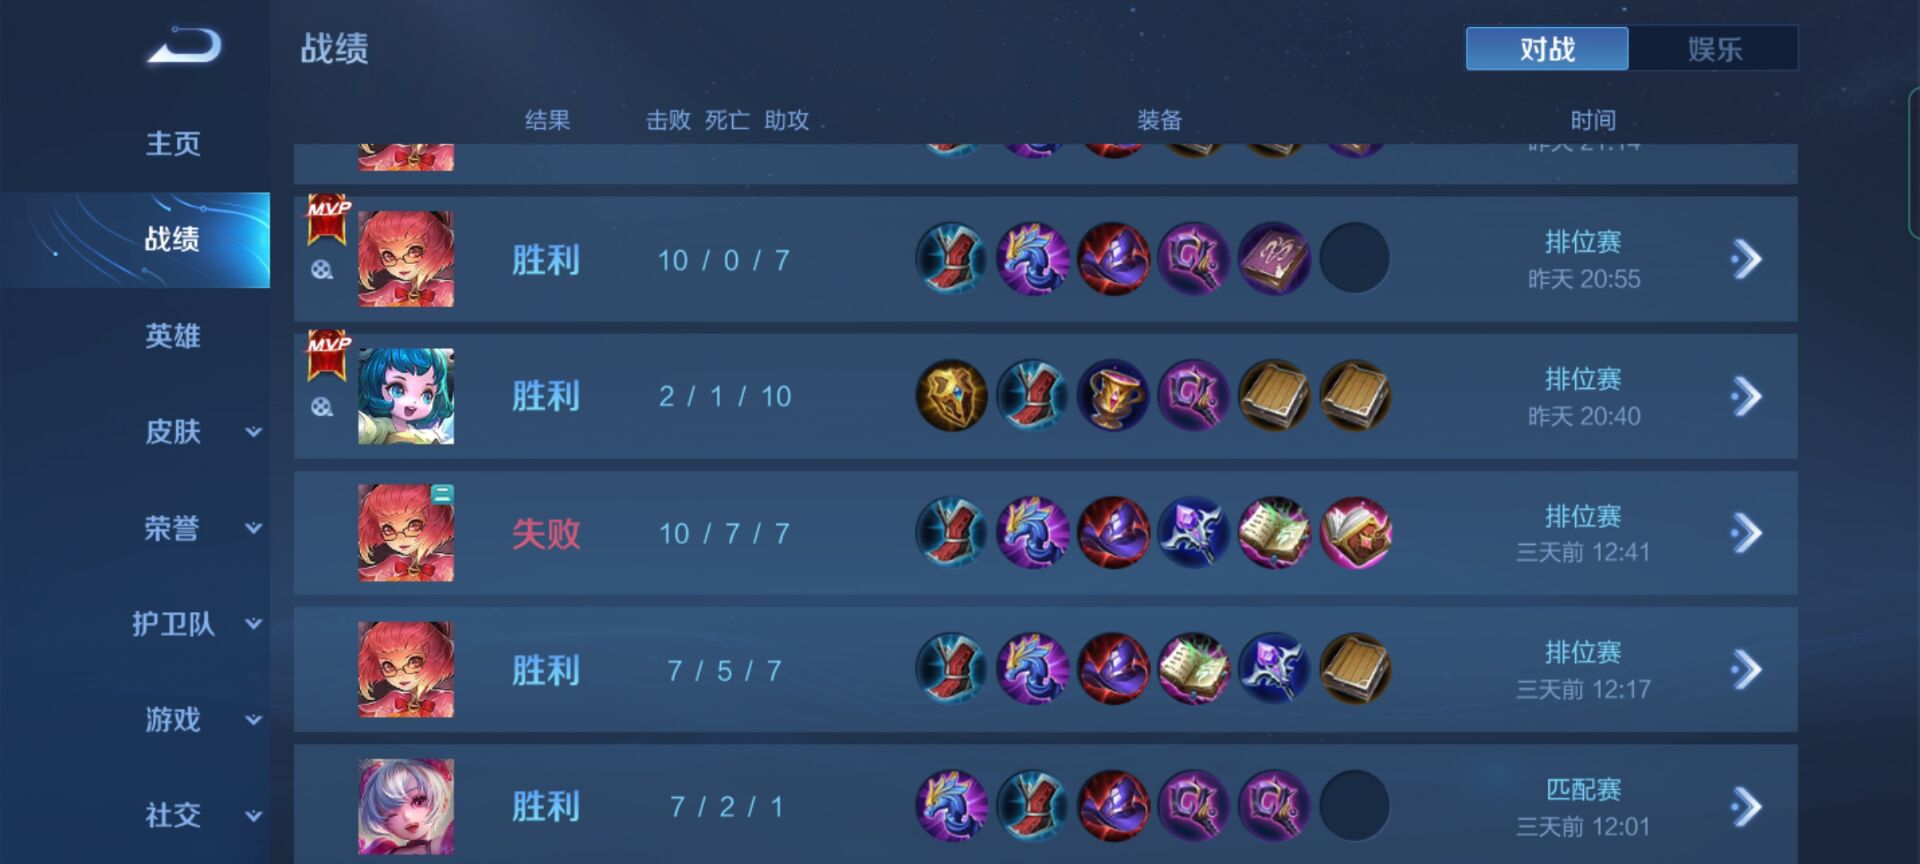 战绩
对战
娱乐
结果
击败 死亡 助攻
装备
时间
主页
战绩
英雄
皮肤
荣誉
护卫队
游戏
社交
昨天 21:14
MVP
胜利
10 / 0 / 7
排位赛
昨天 20:55
MVP
胜利
2 / 1 / 10
排位赛
昨天 20:40
失败
10 / 7 / 7
排位赛
三天前 12:41
胜利
7 / 5 / 7
排位赛
三天前 12:17
胜利
7 / 2 / 1
匹配赛
三天前 12:01